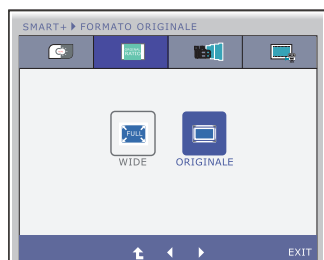 SMART+ ▶ FORMATO ORIGINALE
FULL
WIDE
ORIGINALE
EXIT